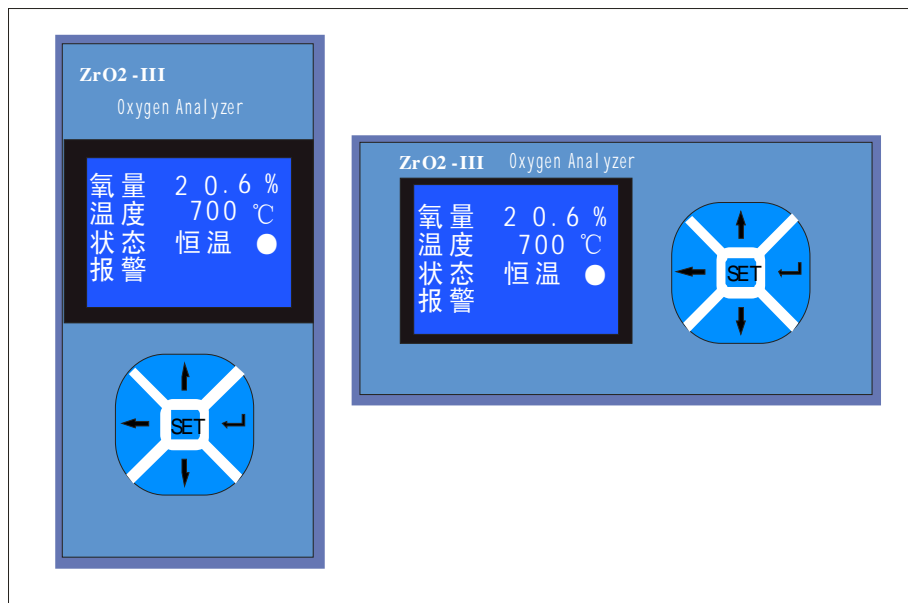 ZrO2 -III
Oxygen Analyzer
氧量 20.6%
温度 700 ℃
状态 恒温
报警
SET
ZrO2 -III Oxygen Analyzer
氧量 20.6%
温度 700 ℃
状态 恒温
报警
SET